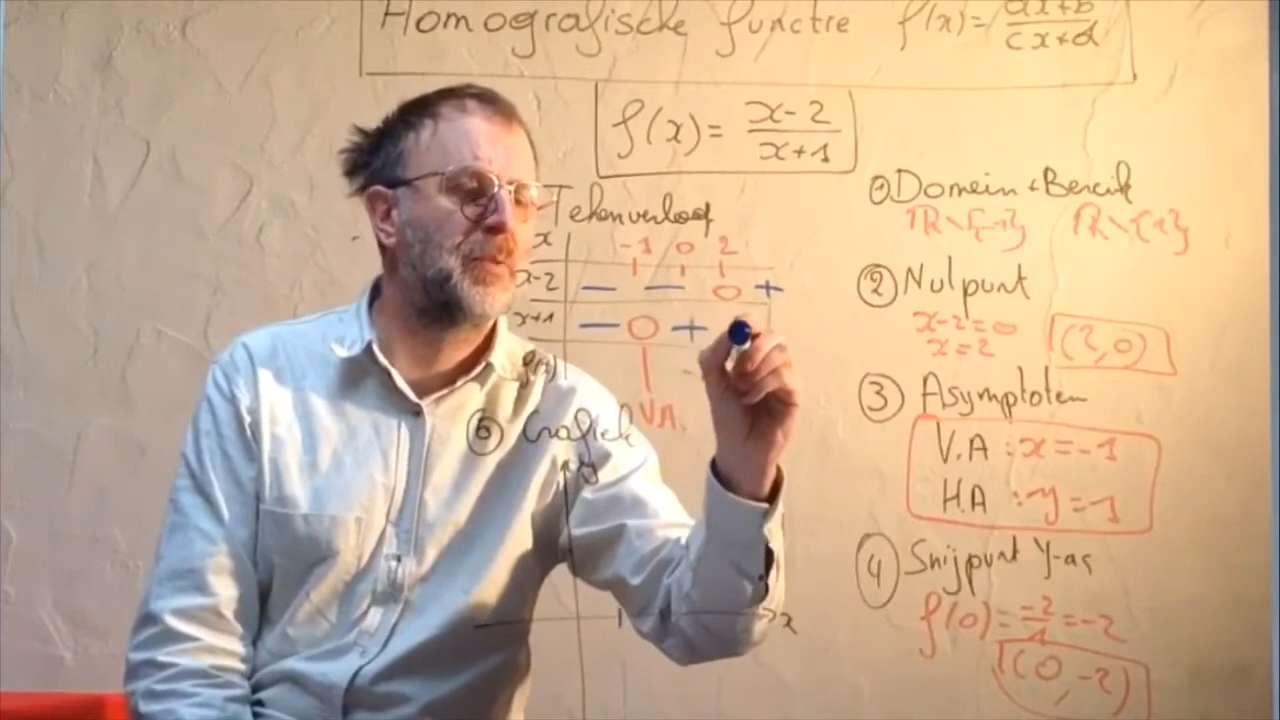 Homografische functie f(x) = ax+b / cx+d
f(x) = x-2 / x+1
Tekenverloop
x -1 0 2
x-2 — — 0 +
x+1 — 0 +
f(x)
V.A.
⑥ Grafiek
y
x
① Domein + Bereik
ℝ\{-1} ℝ\{1}
② Nulpunt
x-2=0
x=2 (2,0)
③ Asymptoten
V.A : x=-1
H.A : y=1
④ Snijpunt Y-as
f(0) = -2/1 = -2
(0,-2)